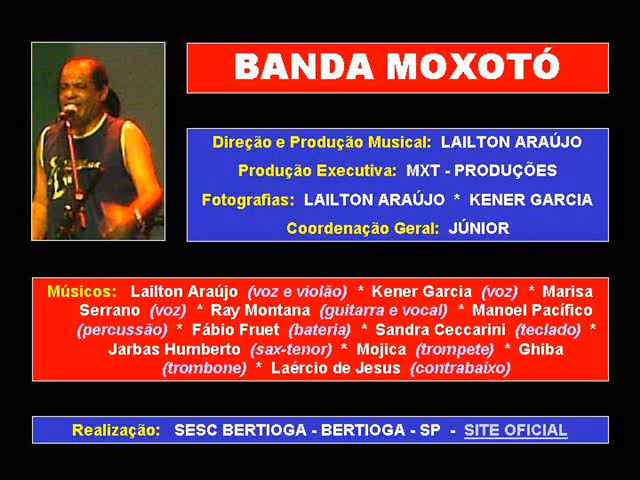 BANDA MOXOTÓ
Direção e Produção Musical: LAILTON ARAÚJO
Produção Executiva: MXT - PRODUÇÕES
Fotografias: LAILTON ARAÚJO * KENER GARCIA
Coordenação Geral: JÚNIOR
Músicos: Lailton Araújo (voz e violão) * Kener Garcia (voz) * Marisa
Serrano (voz) * Ray Montana (guitarra e vocal) * Manoel Pacífico
(percussão) * Fábio Fruet (bateria) * Sandra Ceccarini (teclado) *
Jarbas Humberto (sax-tenor) * Mojica (trompete) * Ghiba
(trombone) * Laércio de Jesus (contrabaixo)
Realização: SESC BERTIOGA - BERTIOGA - SP - SITE OFICIAL